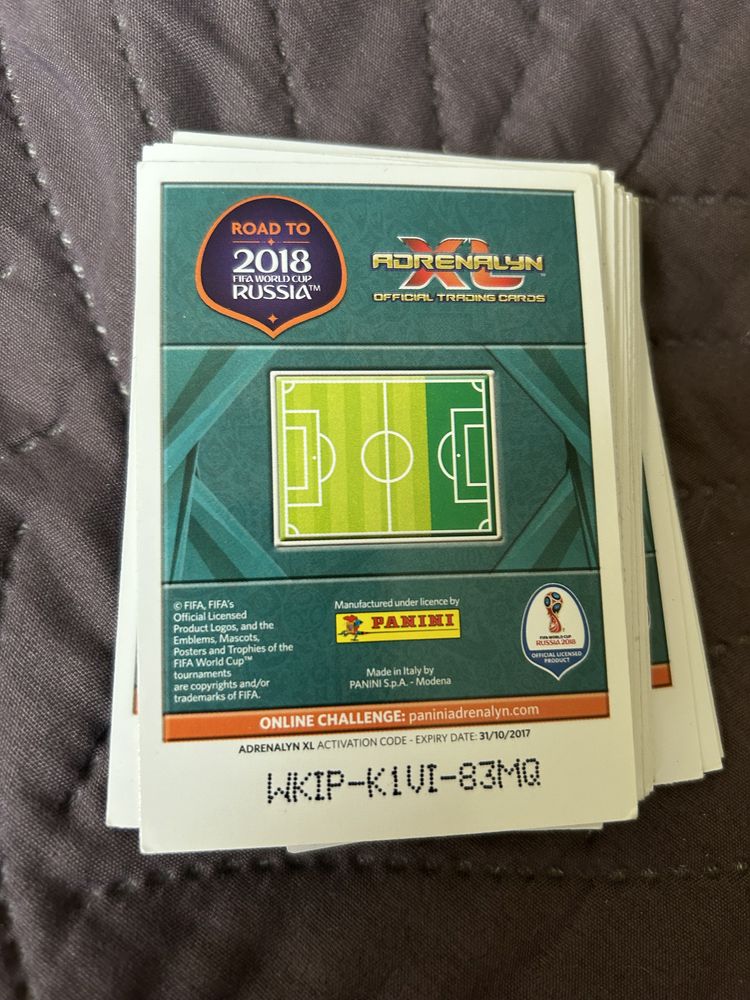 ROAD TO
2018
FIFA WORLD CUP
RUSSIA™
ADRENALYN
XL
OFFICIAL TRADING CARDS
© FIFA, FIFA's
Official Licensed
Product Logos, and the
Emblems, Mascots,
Posters and Trophies of the
FIFA World Cup™
tournaments
are copyrights and/or
trademarks of FIFA.
Manufactured under licence by
PANINI
Made in Italy by
PANINI S.p.A. - Modena
FIFA WORLD CUP
RUSSIA 2018
OFFICIAL LICENSED
PRODUCT
ONLINE CHALLENGE: paniniadrenalyn.com
ADRENALYN XL ACTIVATION CODE - EXPIRY DATE: 31/10/2017
WKIP-K1VI-83MQ